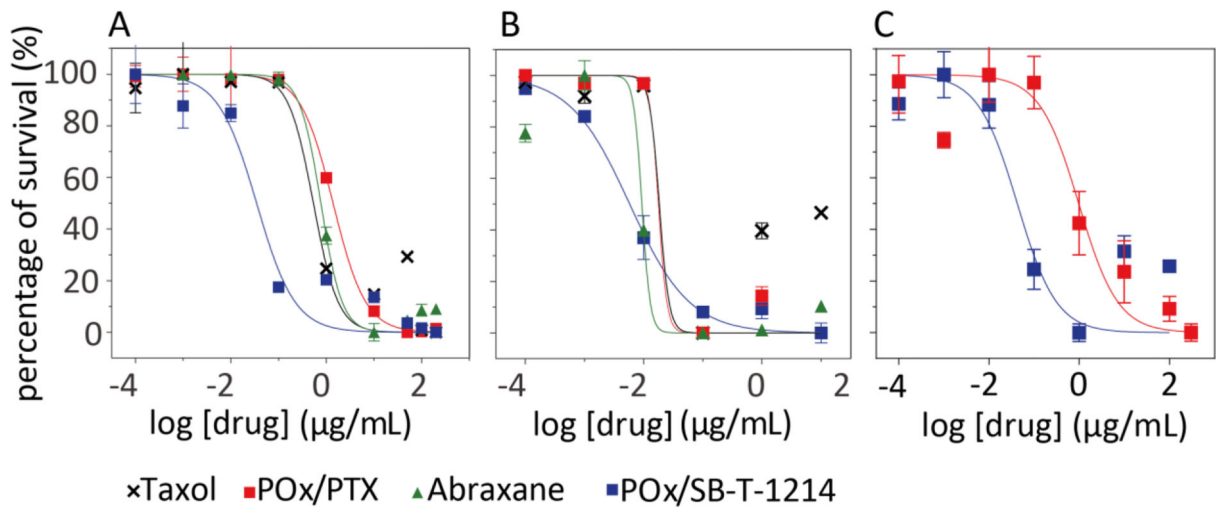 A B C
percentage of survival (%)
100
80
60
40
20
0
-4 -2 0 2 -4 -2 0 2 -4 -2 0 2
log [drug] (µg/mL) log [drug] (µg/mL) log [drug] (µg/mL)
×Taxol POx/PTX Abraxane POx/SB-T-1214